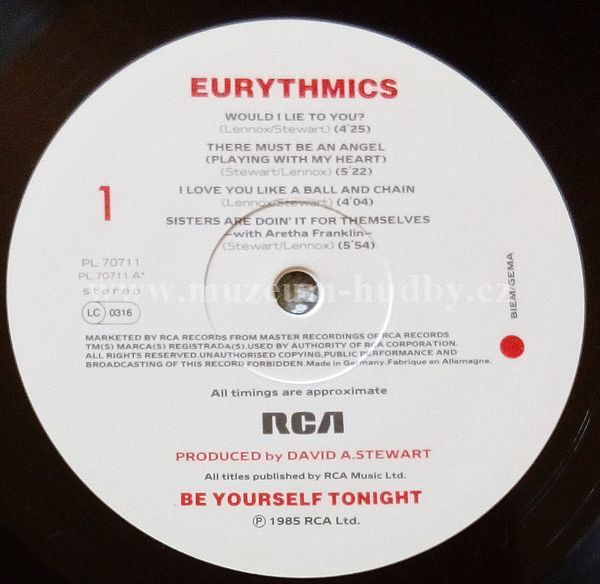 EURYTHMICS
WOULD I LIE TO YOU?
(Lennox/Stewart) (4'25)
THERE MUST BE AN ANGEL
(PLAYING WITH MY HEART)
(Stewart/Lennox) (5'22)
I LOVE YOU LIKE A BALL AND CHAIN
(Lennox/Stewart) (4'04)
SISTERS ARE DOIN' IT FOR THEMSELVES
–with Aretha Franklin–
(Stewart/Lennox) (5'54)
1
PL 70711
PL 70711 A*
stereo
LC 0316
BIEM/GEMA
www.muzeum-hudby.cz
MARKETED BY RCA RECORDS FROM MASTER RECORDINGS OF RCA RECORDS
TM(S) MARCA(S) REGISTRADA(S).USED BY AUTHORITY OF RCA CORPORATION.
ALL RIGHTS RESERVED.UNAUTHORISED COPYING,PUBLIC PERFORMANCE AND
BROADCASTING OF THIS RECORD FORBIDDEN.Made in Germany.Fabrique en Allemagne.
All timings are approximate
RCA
PRODUCED by DAVID A.STEWART
All titles published by RCA Music Ltd.
BE YOURSELF TONIGHT
℗ 1985 RCA Ltd.